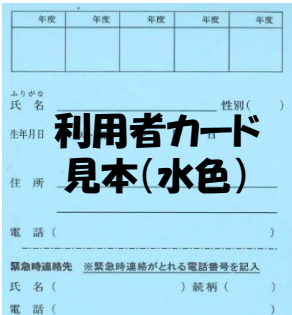 年度 年度 年度 年度 年度
ふりがな
氏名 性別( )
生年月日 日
利用者カード
住所
見本(水色)
電話( )
緊急時連絡先 ※緊急時連絡がとれる電話番号を記入
氏名( )続柄( )
電話( )